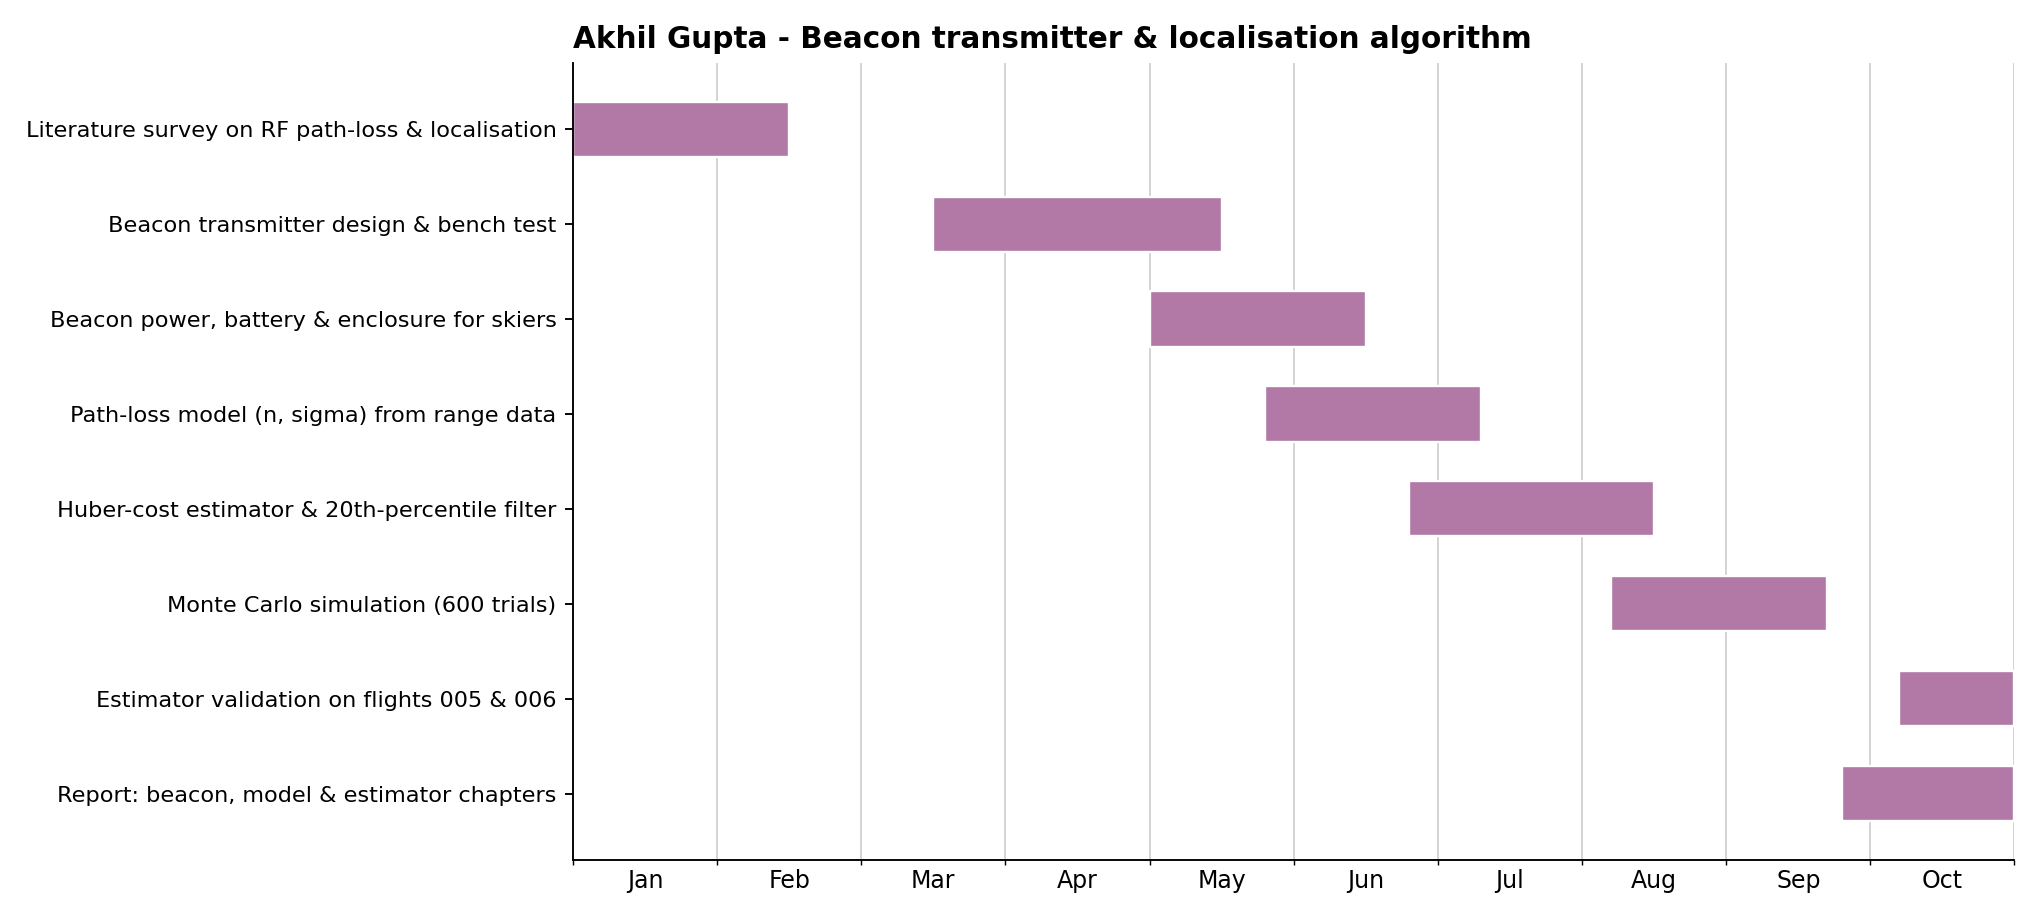 Akhil Gupta - Beacon transmitter & localisation algorithm
Literature survey on RF path-loss & localisation
Beacon transmitter design & bench test
Beacon power, battery & enclosure for skiers
Path-loss model (n, sigma) from range data
Huber-cost estimator & 20th-percentile filter
Monte Carlo simulation (600 trials)
Estimator validation on flights 005 & 006
Report: beacon, model & estimator chapters
Jan Feb Mar Apr May Jun Jul Aug Sep Oct